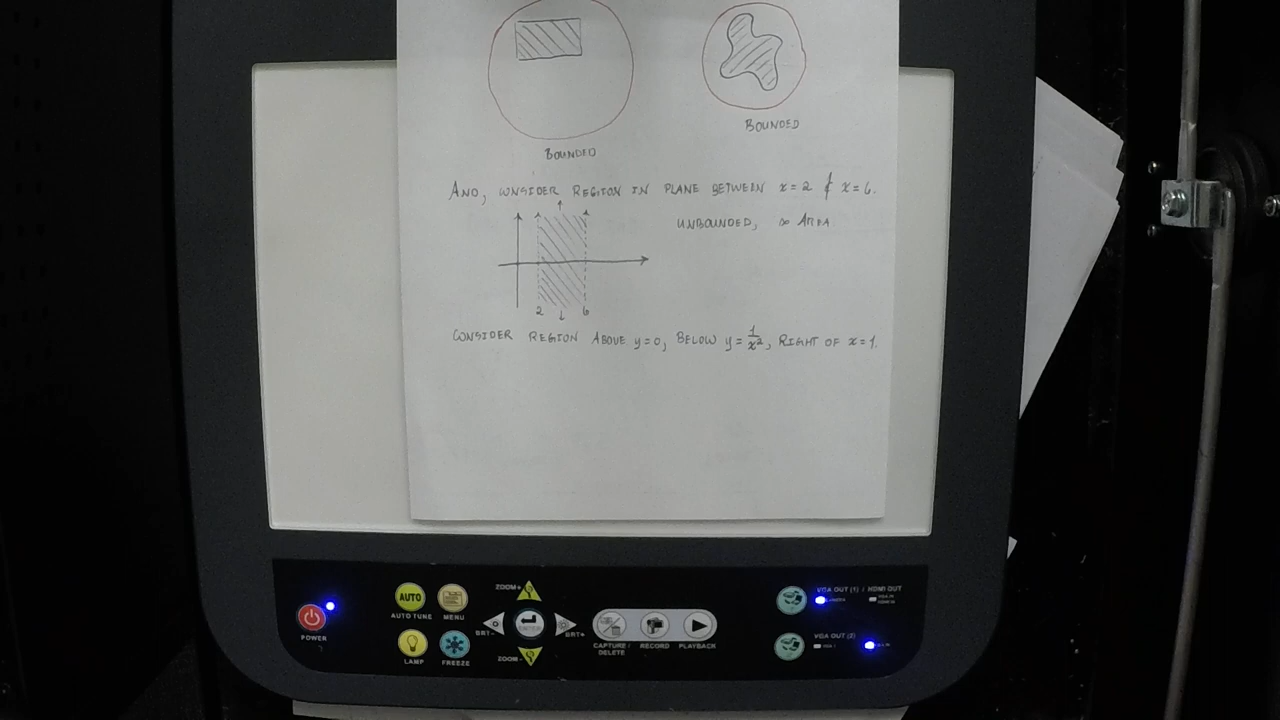 BOUNDED
BOUNDED
AND, CONSIDER REGION IN PLANE BETWEEN x=2 & x=6.
UNBOUNDED, ∞ AREA
2 6
CONSIDER REGION ABOVE y=0, BELOW y=1/x², RIGHT OF x=1.
POWER
AUTO
AUTO TUNE
MENU
LAMP
FREEZE
ZOOM+
BRT-
BRT+
ZOOM-
CAPTURE / DELETE
RECORD
PLAYBACK
VGA OUT (1) / HDMI OUT
VGA OUT (2)